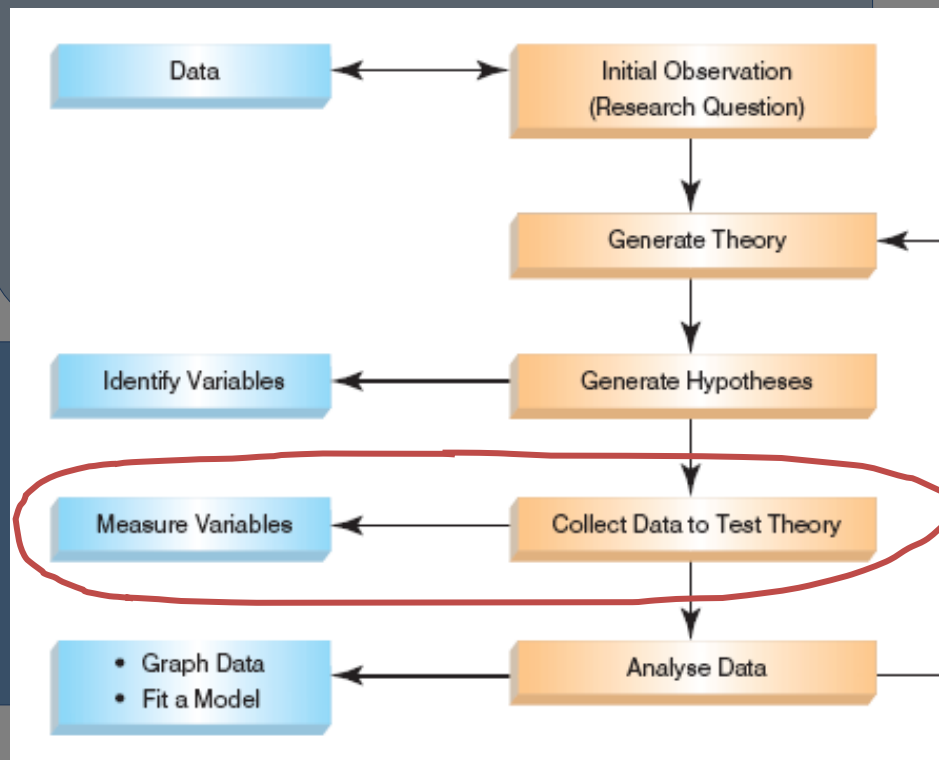 Data
Initial Observation
(Research Question)
Generate Theory
Identify Variables
Generate Hypotheses
Measure Variables
Collect Data to Test Theory
• Graph Data
• Fit a Model
Analyse Data